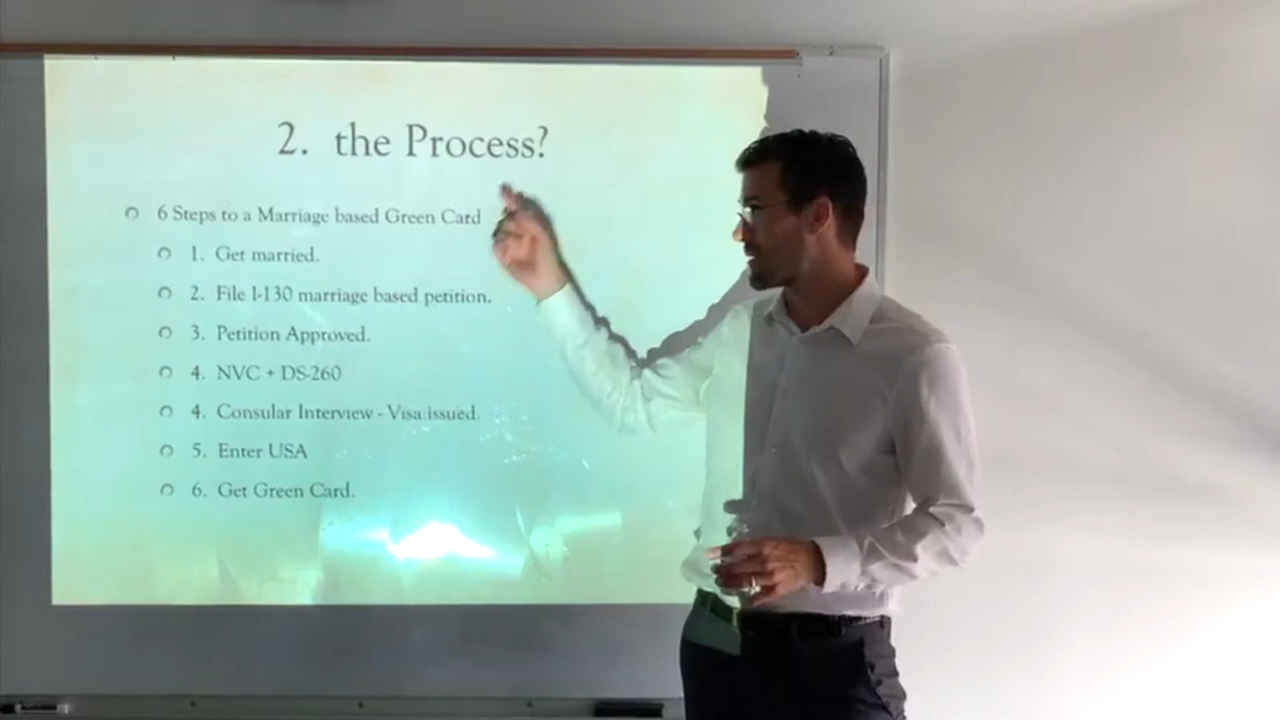 2. the Process?
6 Steps to a Marriage based Green Card
1. Get married.
2. File I-130 marriage based petition.
3. Petition Approved.
4. NVC + DS-260
4. Consular Interview - Visa issued.
5. Enter USA
6. Get Green Card.